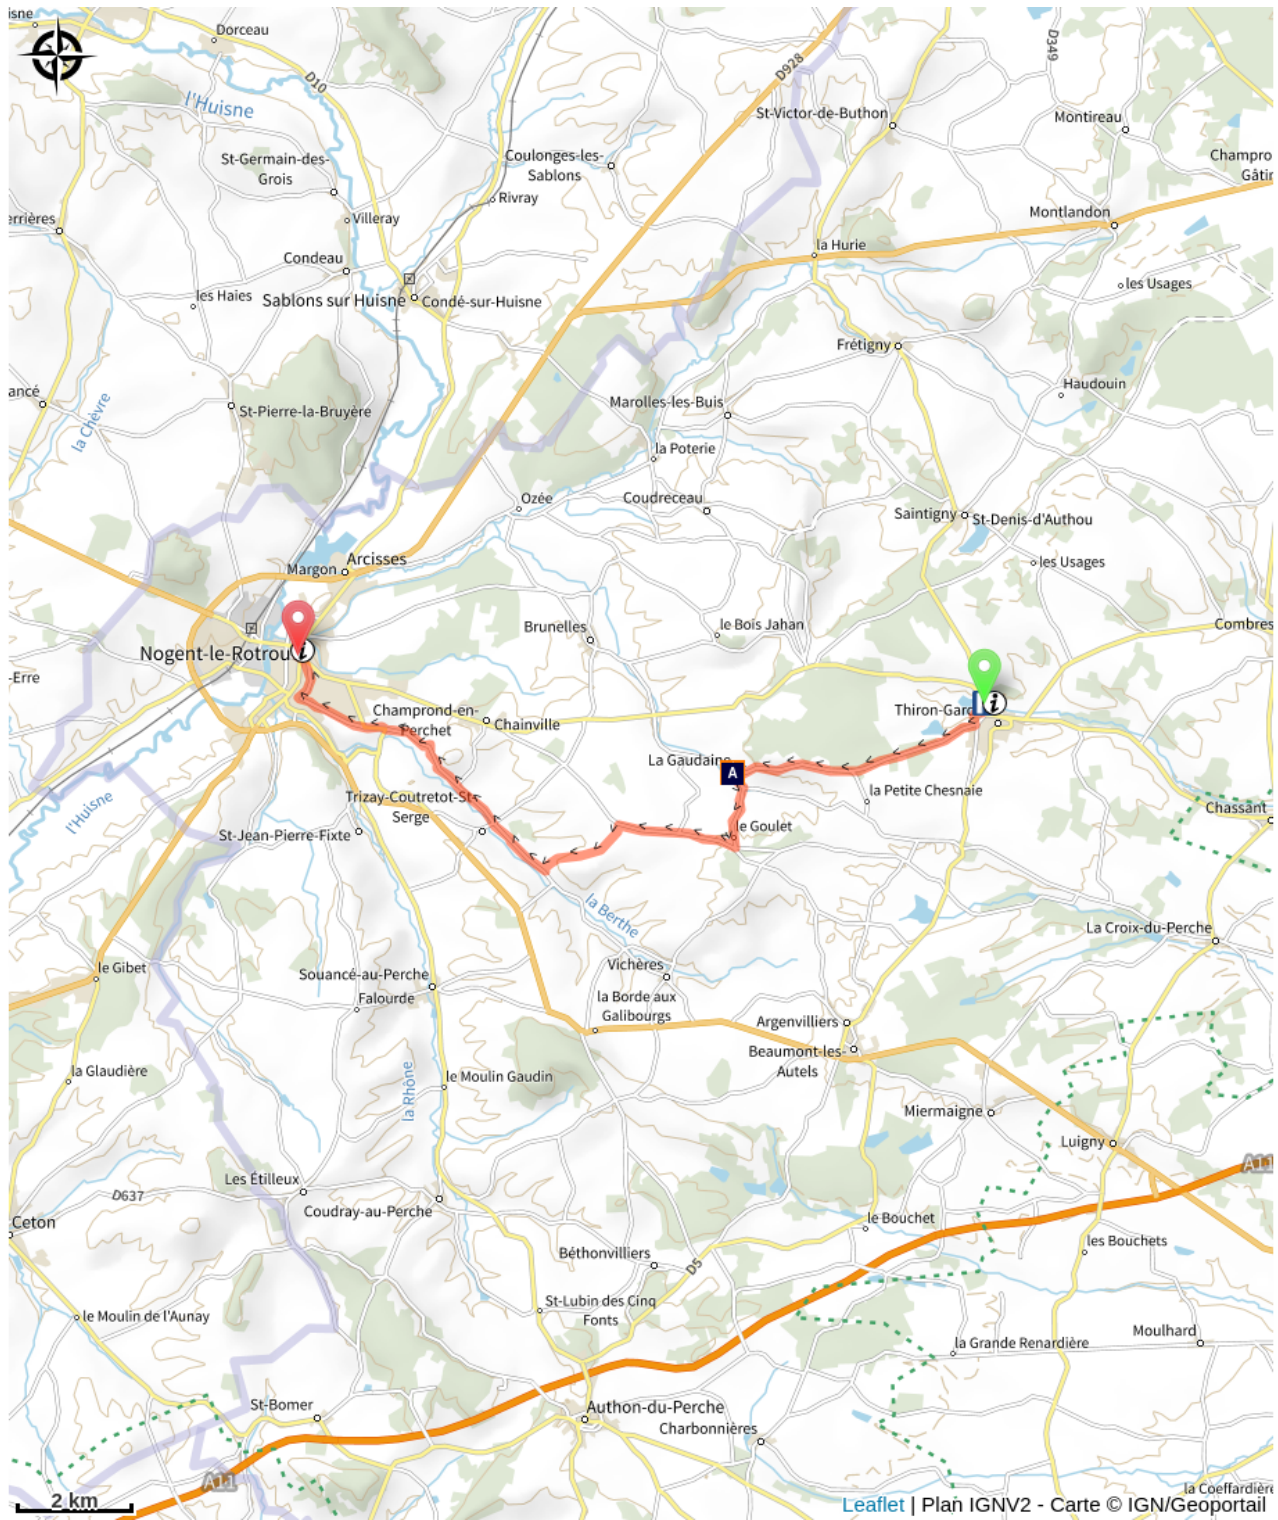 isne
Dorceau
D10
l'Huisne
D928
D349
St-Victor-de-Buthon
Montireau
Coulonges-les-
Sablons
Champro
Gâtin
St-Germain-des-
Grois
Rivray
Villeray
errières
Montlandon
la Hurie
Condeau
les Haies
Sablons sur Huisne
Condé-sur-Huisne
les Usages
Frétigny
ancé
la Chèvre
St-Pierre-la-Bruyère
Marolles-les-Buis
Haudouin
la Poterie
Ozée
Coudreceau
Saintigny
St-Denis-d'Authou
Arcisses
Margon
les Usages
Brunelles
le Bois Jahan
Combres
Nogent-le-Rotrou
i
-Erre
Champrond-en-
Perchet
Chainville
Thiron-Gard
i
La Gaudaine
A
la Petite Chesnaie
Trizay-Coutretot-St-
Serge
le Goulet
Chassant
l'Huisne
St-Jean-Pierre-Fixte
la Berthe
La Croix-du-Perche
le Gibet
Souancé-au-Perche
Falourde
Vichères
la Borde aux
Galibourgs
Argenvilliers
Beaumont-les-
Autels
la Glaudière
la Rhône
le Moulin Gaudin
Miermaigne
Luigny
A11
Les Étilleux
D637
Coudray-au-Perche
Ceton
le Bouchet
les Bouchets
Béthonvilliers
D5
St-Lubin des Cinq
Fonts
le Moulin de l'Aunay
la Grande Renardière
Moulhard
St-Bomer
Authon-du-Perche
Charbonnières
A11
la Coeffardière
2 km
Leaflet | Plan IGNV2 - Carte © IGN/Geoportail